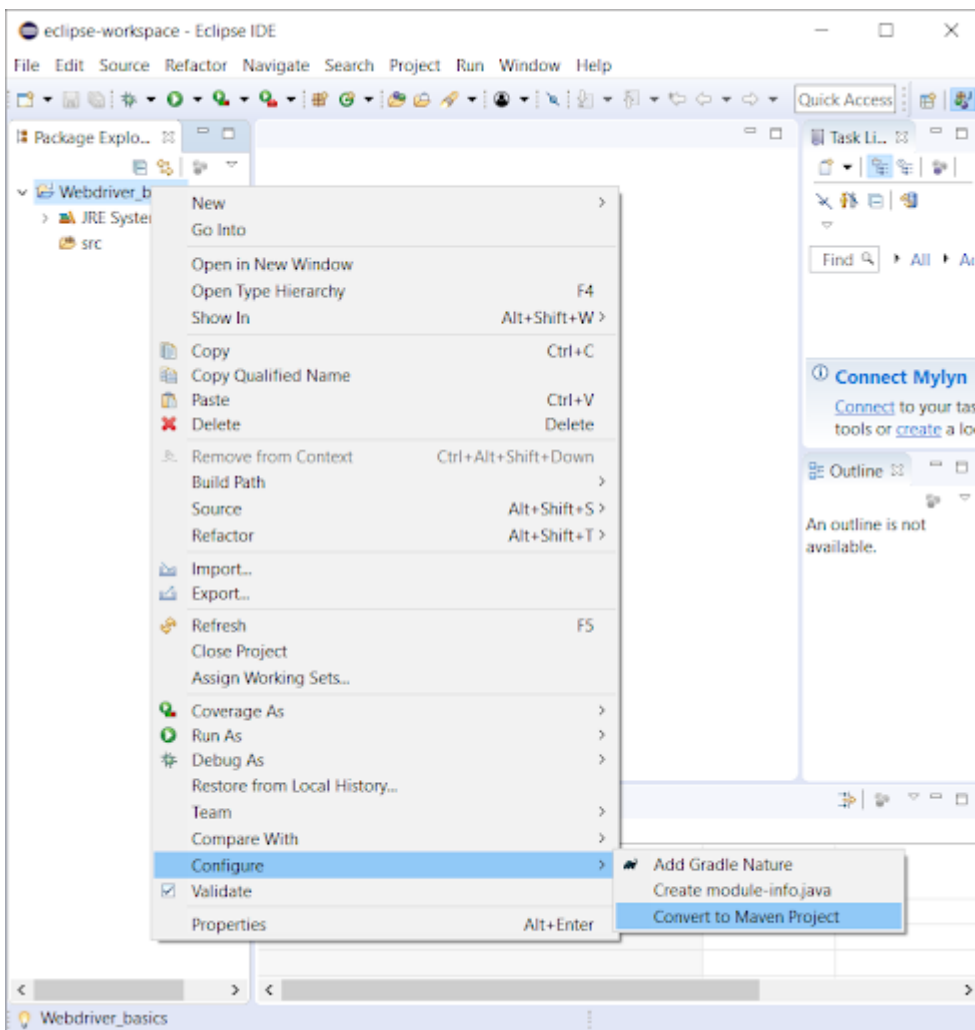 eclipse-workspace - Eclipse IDE
File Edit Source Refactor Navigate Search Project Run Window Help
Quick Access
Package Explo...
Webdriver_b
JRE Syste
src
New
Go Into
Open in New Window
Open Type Hierarchy F4
Show In Alt+Shift+W >
Copy Ctrl+C
Copy Qualified Name
Paste Ctrl+V
Delete Delete
Remove from Context Ctrl+Alt+Shift+Down
Build Path >
Source Alt+Shift+S >
Refactor Alt+Shift+T >
Import...
Export...
Refresh F5
Close Project
Assign Working Sets...
Coverage As >
Run As >
Debug As >
Restore from Local History...
Team >
Compare With >
Configure >
Validate
Properties Alt+Enter
Add Gradle Nature
Create module-info.java
Convert to Maven Project
Task Li...
Find All Ac
Connect Mylyn
Connect to your tas
tools or create a lo
Outline
An outline is not
available.
Webdriver_basics